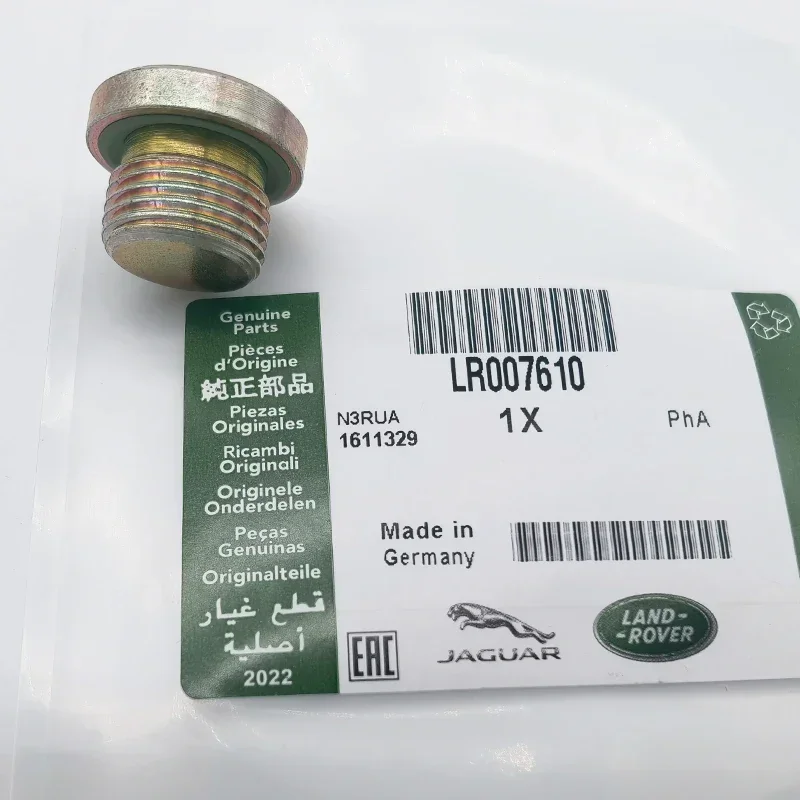 Genuine
Parts
Pièces
d'Origine
純正部品
Piezas
Originales
Ricambi
Originali
Originele
Onderdelen
Peças
Genuinas
Originalteile
قطع غيار
أصلية
2022
LR007610
N3RUA
1611329
1X
PhA
Made in
Germany
EAC
JAGUAR
LAND-
-ROVER